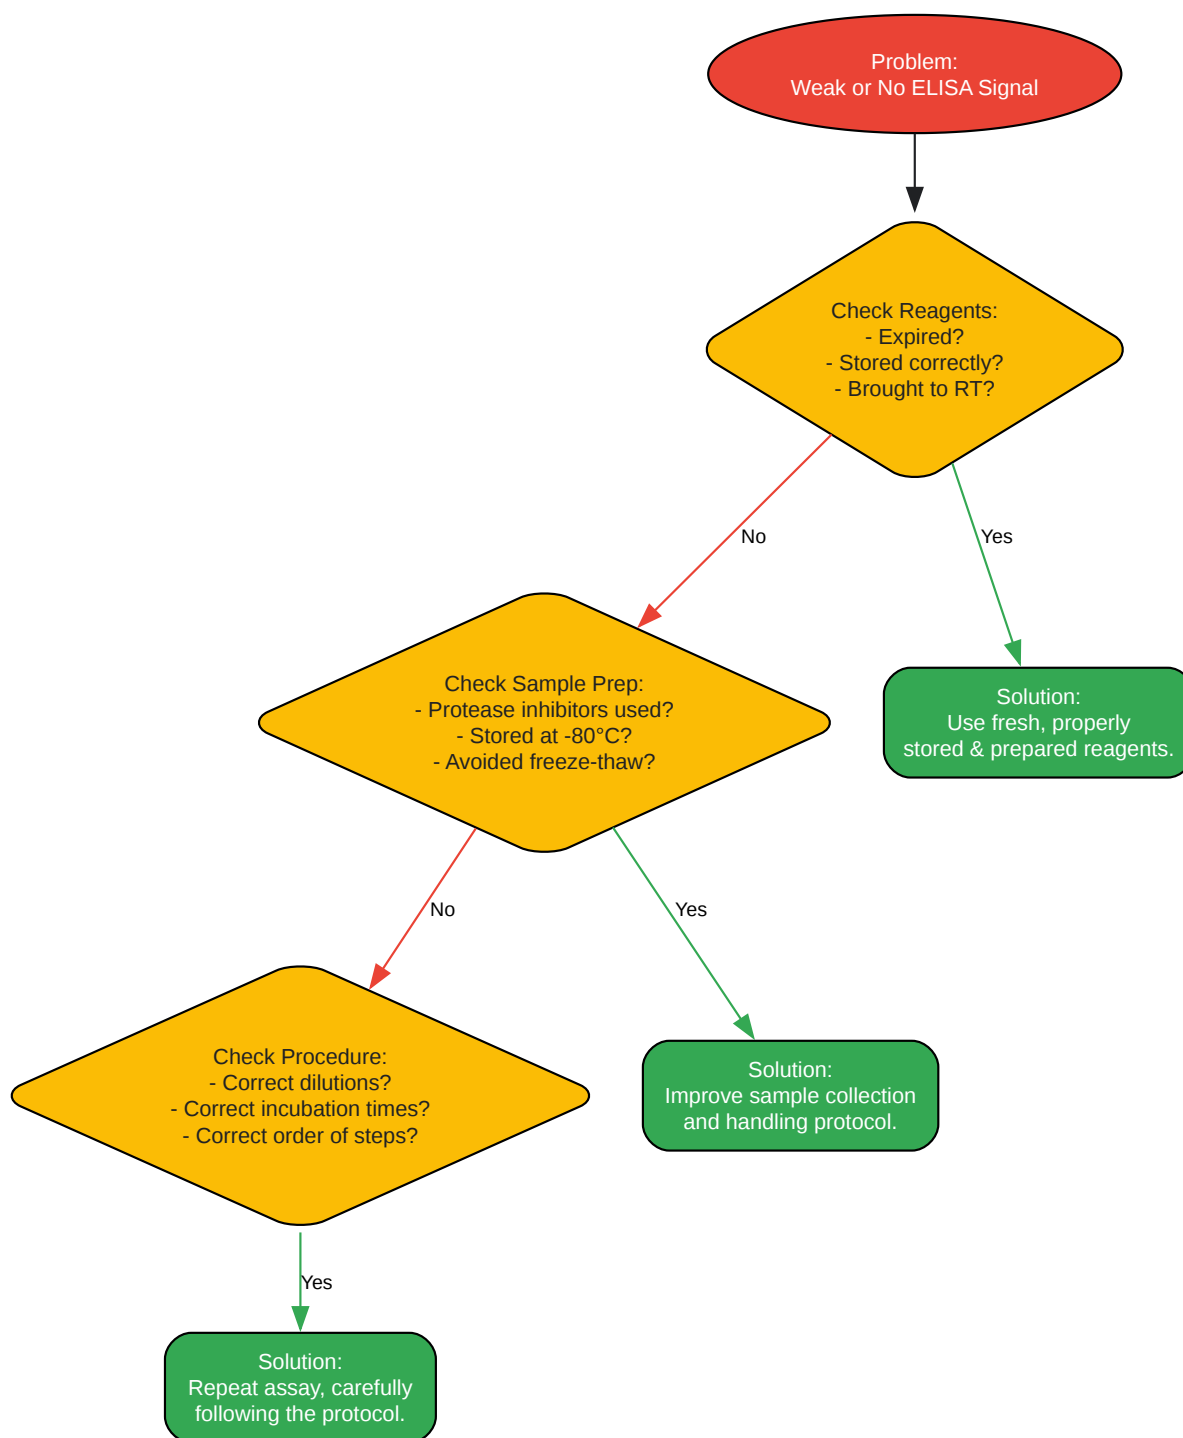 Problem:
Weak or No ELISA Signal
Check Reagents:
- Expired?
- Stored correctly?
- Brought to RT?
No
Yes
Check Sample Prep:
- Protease inhibitors used?
- Stored at -80°C?
- Avoided freeze-thaw?
Solution:
Use fresh, properly
stored & prepared reagents.
No
Yes
Check Procedure:
- Correct dilutions?
- Correct incubation times?
- Correct order of steps?
Solution:
Improve sample collection
and handling protocol.
Yes
Solution:
Repeat assay, carefully
following the protocol.